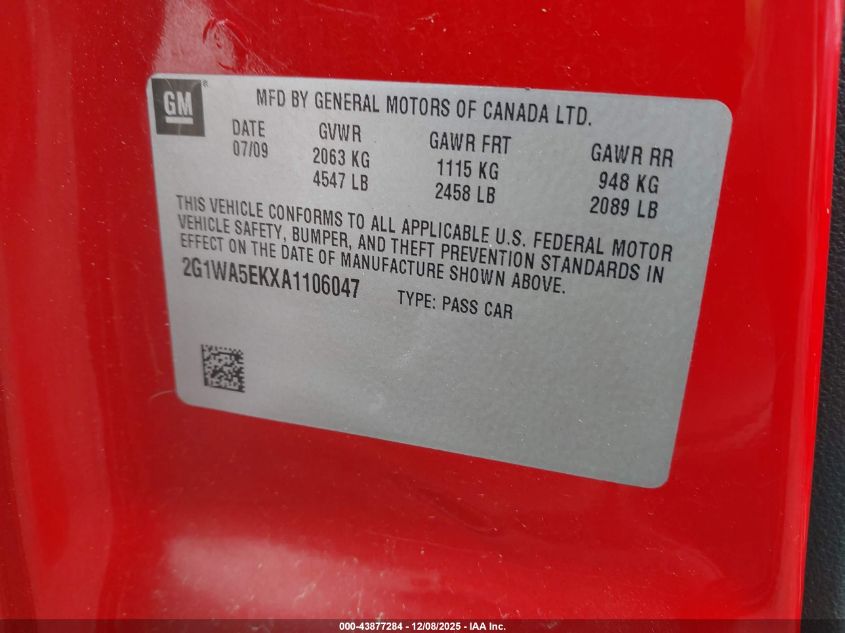 GM
MFD BY GENERAL MOTORS OF CANADA LTD.
DATE GVWR GAWR FRT GAWR RR
07/09 2063 KG 1115 KG 948 KG
4547 LB 2458 LB 2089 LB
THIS VEHICLE CONFORMS TO ALL APPLICABLE U.S. FEDERAL MOTOR
VEHICLE SAFETY, BUMPER, AND THEFT PREVENTION STANDARDS IN
EFFECT ON THE DATE OF MANUFACTURE SHOWN ABOVE.
2G1WA5EKXA1106047 TYPE: PASS CAR
000-43877284 - 12/08/2025 - IAA Inc.